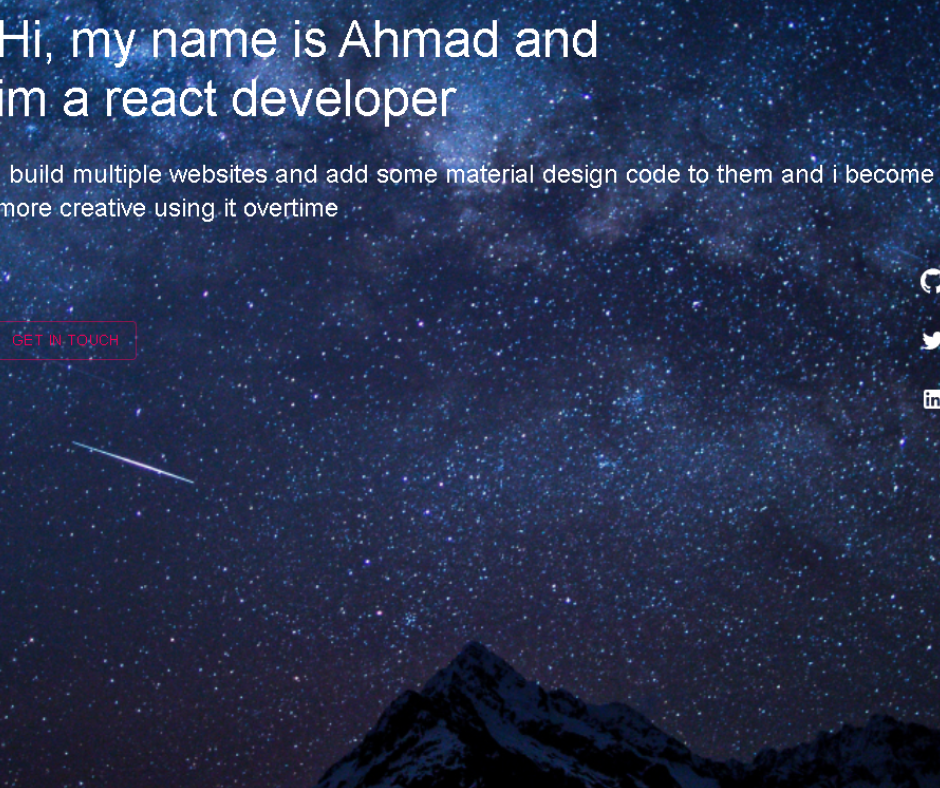 Hi, my name is Ahmad and
im a react developer
build multiple websites and add some material design code to them and i become
more creative using it overtime
GET IN TOUCH
in